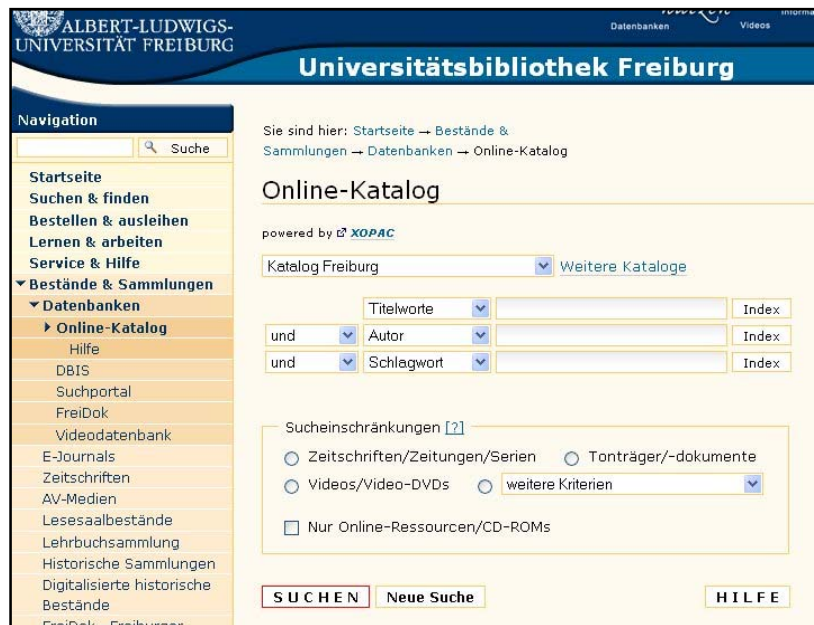 ALBERT-LUDWIGS-
UNIVERSITÄT FREIBURG
Datenbanken
Videos
Universitätsbibliothek Freiburg
Navigation
Suche
Startseite
Suchen & finden
Bestellen & ausleihen
Lernen & arbeiten
Service & Hilfe
Bestände & Sammlungen
Datenbanken
Online-Katalog
Hilfe
DBIS
Suchportal
FreiDok
Videodatenbank
E-Journals
Zeitschriften
AV-Medien
Lesesaalbestände
Lehrbuchsammlung
Historische Sammlungen
Digitalisierte historische
Bestände
FreiDok - Freiburger
Sie sind hier: Startseite → Bestände &
Sammlungen → Datenbanken → Online-Katalog
Online-Katalog
powered by XOPAC
Katalog Freiburg Weitere Kataloge
Titelworte Index
und Autor Index
und Schlagwort Index
Sucheinschränkungen [?]
Zeitschriften/Zeitungen/Serien Tonträger/-dokumente
Videos/Video-DVDs weitere Kriterien
Nur Online-Ressourcen/CD-ROMs
SUCHEN Neue Suche HILFE